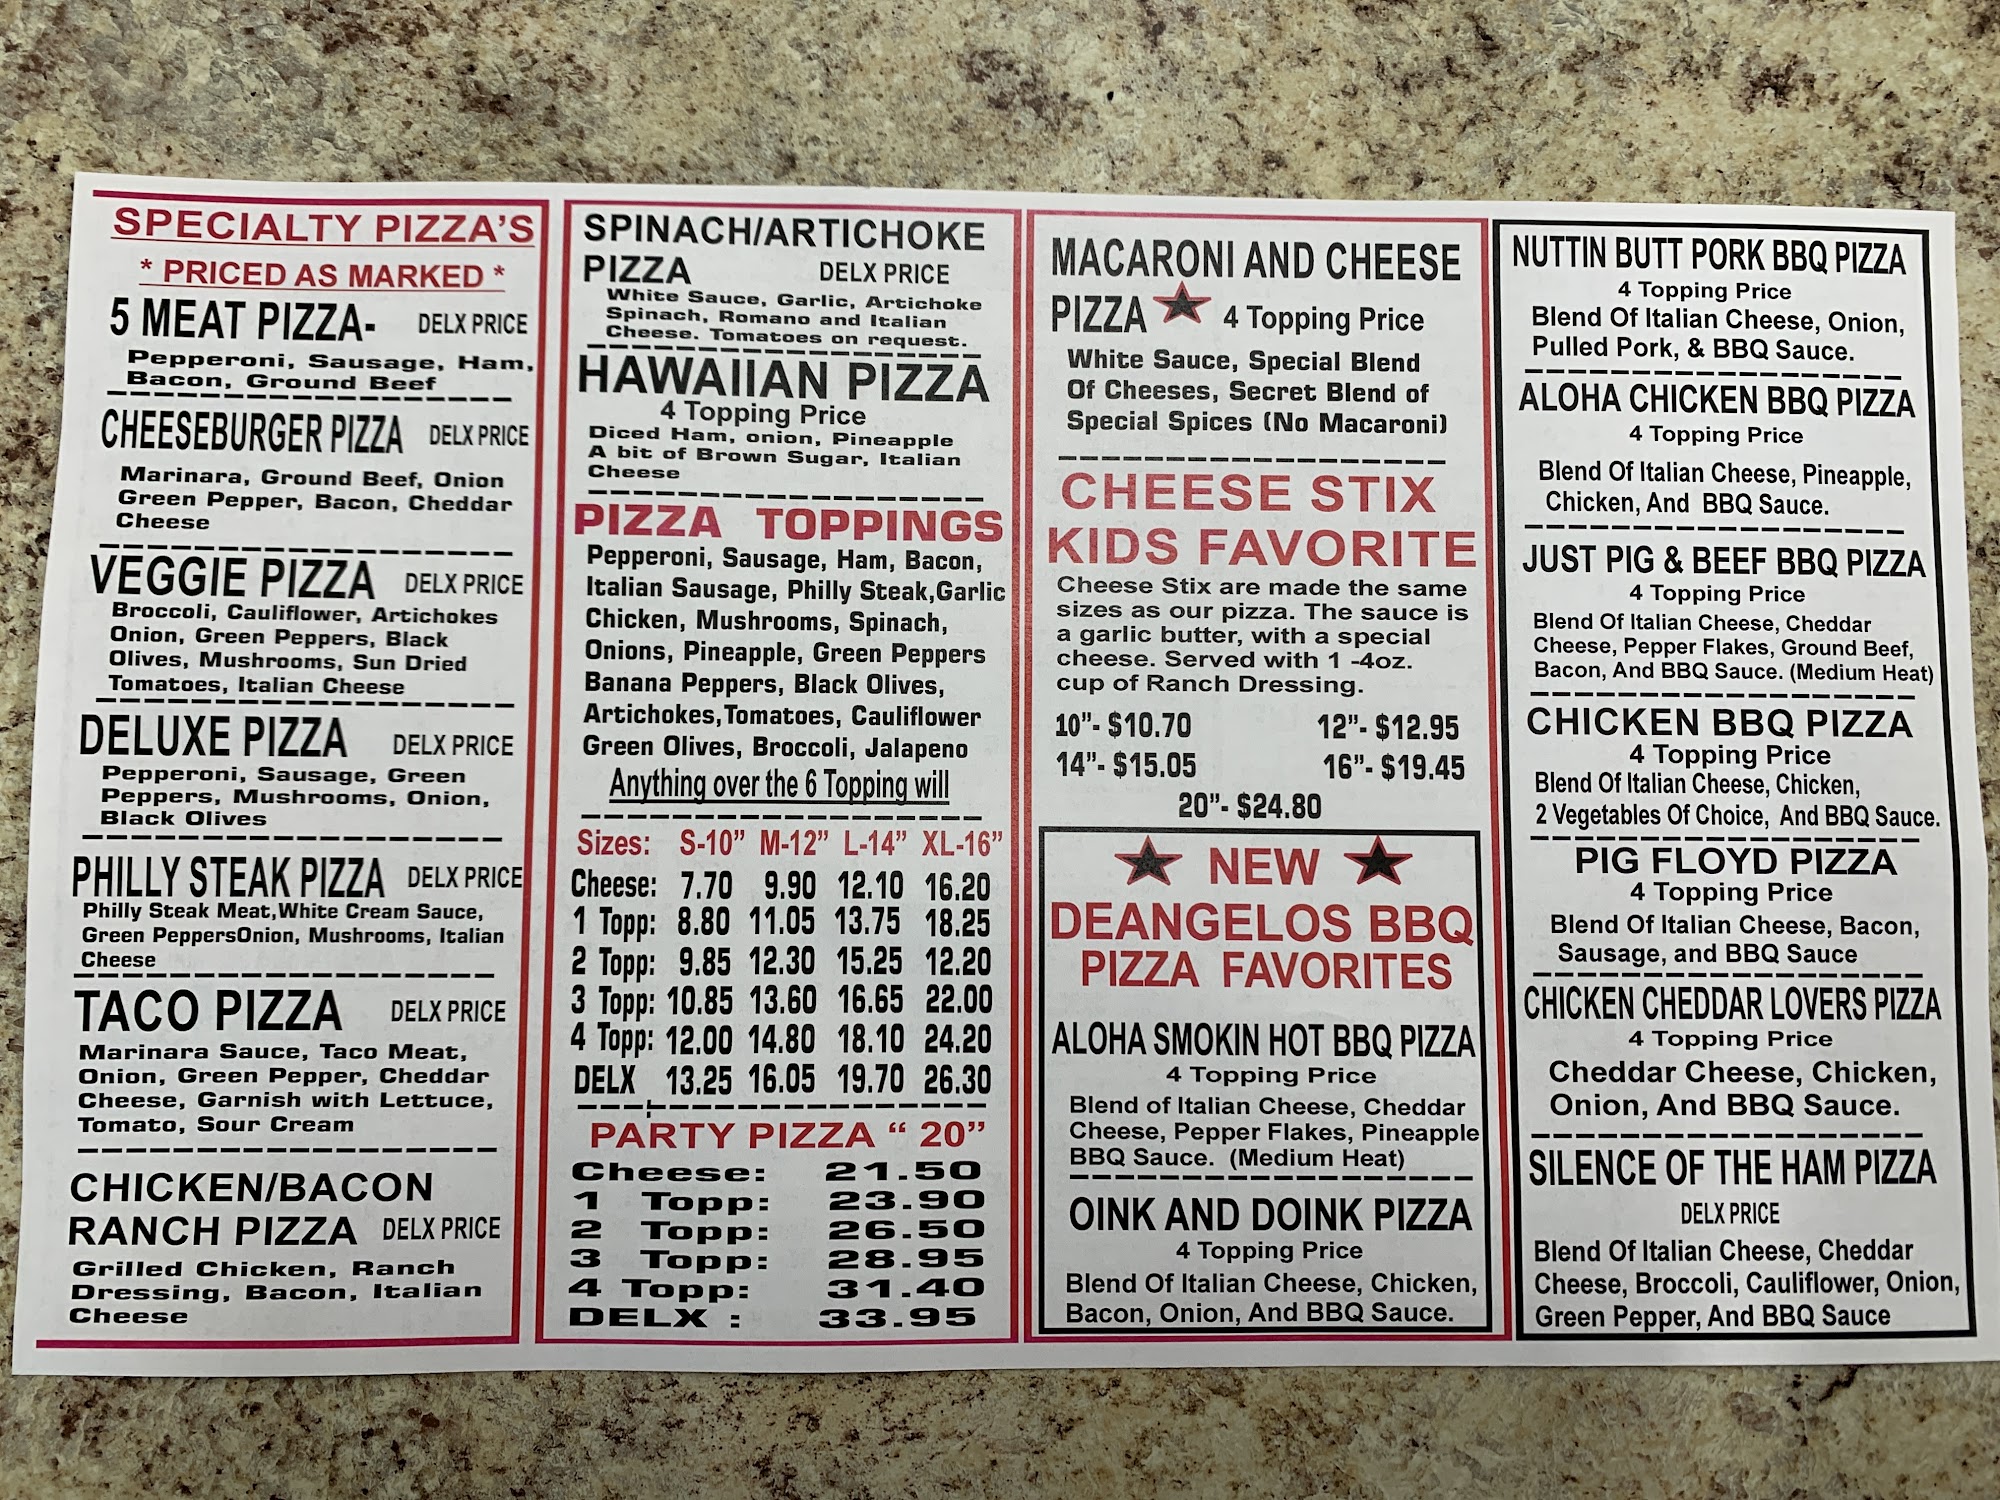 SPECIALTY PIZZA'S
* PRICED AS MARKED *
5 MEAT PIZZA- DELX PRICE
Pepperoni, Sausage, Ham,
Bacon, Ground Beef
CHEESEBURGER PIZZA DELX PRICE
Marinara, Ground Beef, Onion
Green Pepper, Bacon, Cheddar
Cheese
VEGGIE PIZZA DELX PRICE
Broccoli, Cauliflower, Artichokes
Onion, Green Peppers, Black
Olives, Mushrooms, Sun Dried
Tomatoes, Italian Cheese
DELUXE PIZZA DELX PRICE
Pepperoni, Sausage, Green
Peppers, Mushrooms, Onion,
Black Olives
PHILLY STEAK PIZZA DELX PRICE
Philly Steak Meat,White Cream Sauce,
Green PeppersOnion, Mushrooms, Italian
Cheese
TACO PIZZA DELX PRICE
Marinara Sauce, Taco Meat,
Onion, Green Pepper, Cheddar
Cheese, Garnish with Lettuce,
Tomato, Sour Cream
CHICKEN/BACON
RANCH PIZZA DELX PRICE
Grilled Chicken, Ranch
Dressing, Bacon, Italian
Cheese
SPINACH/ARTICHOKE
PIZZA DELX PRICE
White Sauce, Garlic, Artichoke
Spinach, Romano and Italian
Cheese. Tomatoes on request.
HAWAIIAN PIZZA
4 Topping Price
Diced Ham, onion, Pineapple
A bit of Brown Sugar, Italian
Cheese
PIZZA TOPPINGS
Pepperoni, Sausage, Ham, Bacon,
Italian Sausage, Philly Steak,Garlic
Chicken, Mushrooms, Spinach,
Onions, Pineapple, Green Peppers
Banana Peppers, Black Olives,
Artichokes,Tomatoes, Cauliflower
Green Olives, Broccoli, Jalapeno
Anything over the 6 Topping will
Sizes: S-10" M-12" L-14" XL-16"
Cheese: 7.70 9.90 12.10 16.20
1 Topp: 8.80 11.05 13.75 18.25
2 Topp: 9.85 12.30 15.25 12.20
3 Topp: 10.85 13.60 16.65 22.00
4 Topp: 12.00 14.80 18.10 24.20
DELX 13.25 16.05 19.70 26.30
PARTY PIZZA “ 20”
Cheese: 21.50
1 Topp: 23.90
2 Topp: 26.50
3 Topp: 28.95
4 Topp: 31.40
DELX : 33.95
MACARONI AND CHEESE
PIZZA 4 Topping Price
White Sauce, Special Blend
Of Cheeses, Secret Blend of
Special Spices (No Macaroni)
CHEESE STIX
KIDS FAVORITE
Cheese Stix are made the same
sizes as our pizza. The sauce is
a garlic butter, with a special
cheese. Served with 1 -4oz.
cup of Ranch Dressing.
10"- $10.70 12"- $12.95
14"- $15.05 16"- $19.45
20"- $24.80
NEW
DEANGELOS BBQ
PIZZA FAVORITES
ALOHA SMOKIN HOT BBQ PIZZA
4 Topping Price
Blend of Italian Cheese, Cheddar
Cheese, Pepper Flakes, Pineapple
BBQ Sauce. (Medium Heat)
OINK AND DOINK PIZZA
4 Topping Price
Blend Of Italian Cheese, Chicken,
Bacon, Onion, And BBQ Sauce.
NUTTIN BUTT PORK BBQ PIZZA
4 Topping Price
Blend Of Italian Cheese, Onion,
Pulled Pork, & BBQ Sauce.
ALOHA CHICKEN BBQ PIZZA
4 Topping Price
Blend Of Italian Cheese, Pineapple,
Chicken, And BBQ Sauce.
JUST PIG & BEEF BBQ PIZZA
4 Topping Price
Blend Of Italian Cheese, Cheddar
Cheese, Pepper Flakes, Ground Beef,
Bacon, And BBQ Sauce. (Medium Heat)
CHICKEN BBQ PIZZA
4 Topping Price
Blend Of Italian Cheese, Chicken,
2 Vegetables Of Choice, And BBQ Sauce.
PIG FLOYD PIZZA
4 Topping Price
Blend Of Italian Cheese, Bacon,
Sausage, and BBQ Sauce
CHICKEN CHEDDAR LOVERS PIZZA
4 Topping Price
Cheddar Cheese, Chicken,
Onion, And BBQ Sauce.
SILENCE OF THE HAM PIZZA
DELX PRICE
Blend Of Italian Cheese, Cheddar
Cheese, Broccoli, Cauliflower, Onion,
Green Pepper, And BBQ Sauce